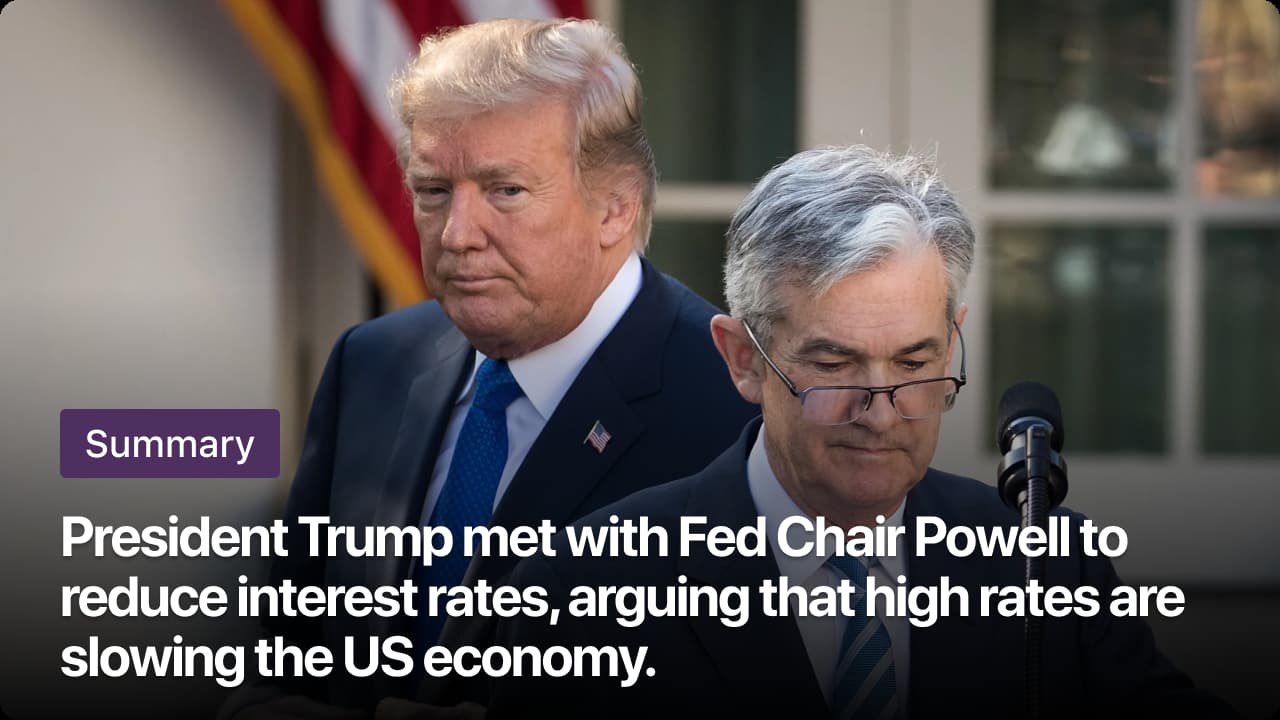 Summary
President Trump met with Fed Chair Powell to
reduce interest rates, arguing that high rates are
slowing the US economy.